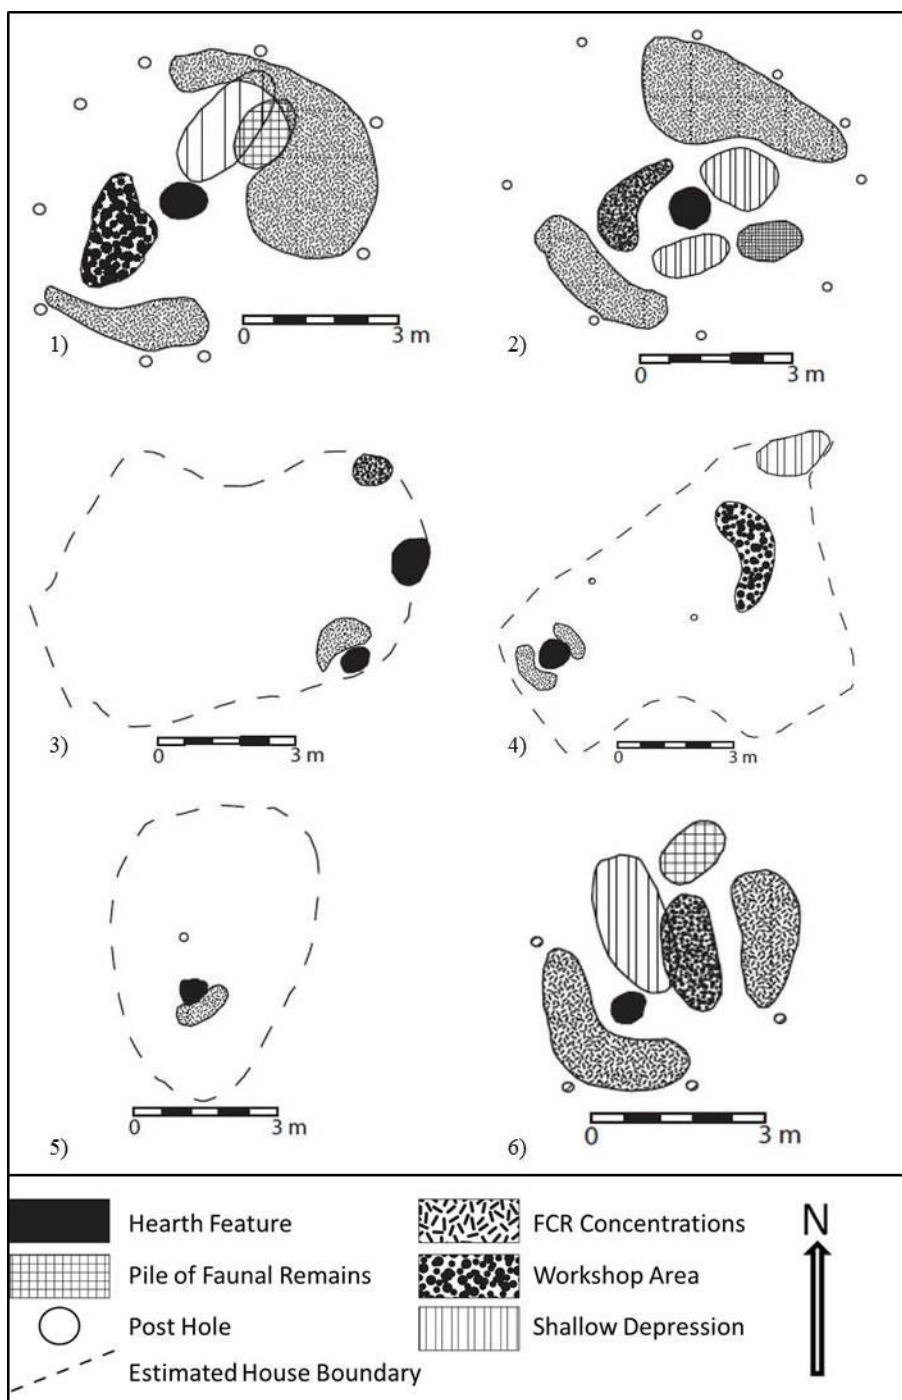 1)
0
3 m
2)
0
3 m
3)
0
3 m
4)
0
3 m
5)
0
3 m
6)
0
3 m
Hearth Feature
FCR Concentrations
N
Pile of Faunal Remains
Workshop Area
Post Hole
Shallow Depression
Estimated House Boundary